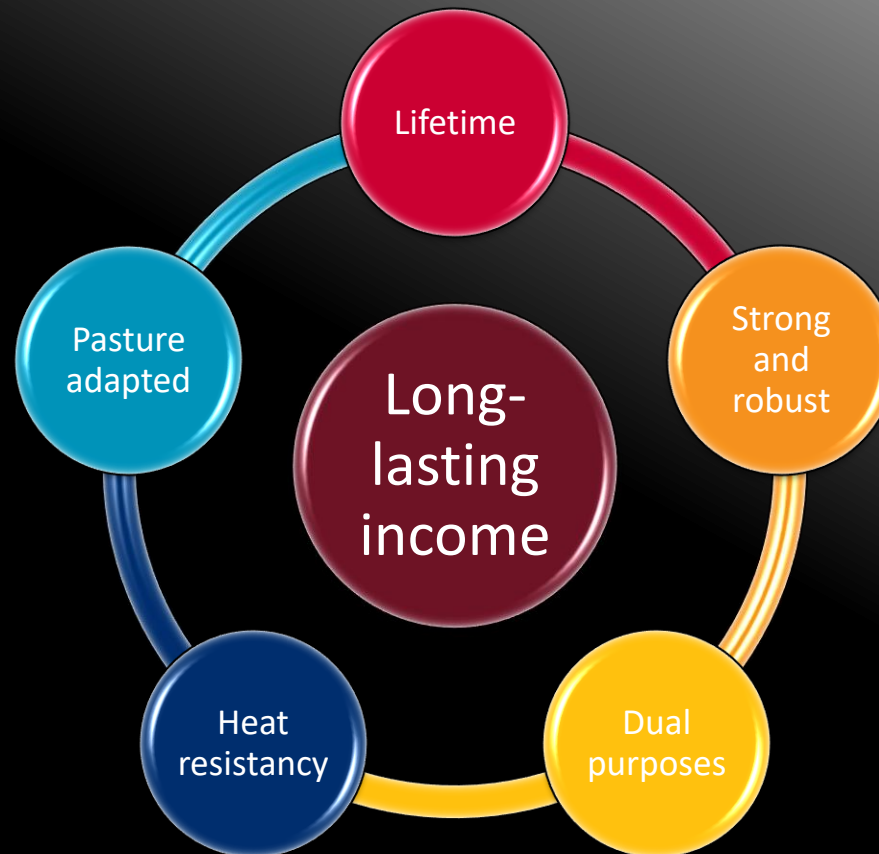 Lifetime
Strong
and
robust
Dual
purposes
Heat
resistancy
Pasture
adapted
Long-
lasting
income